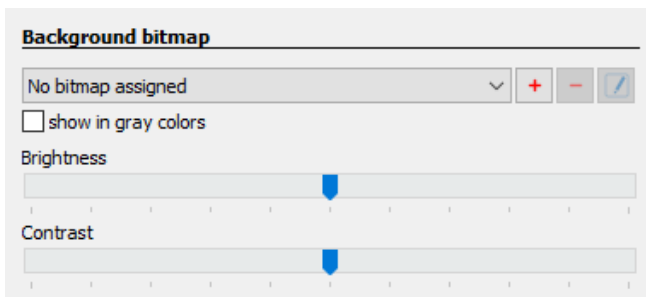 Background bitmap
No bitmap assigned
show in gray colors
Brightness
Contrast